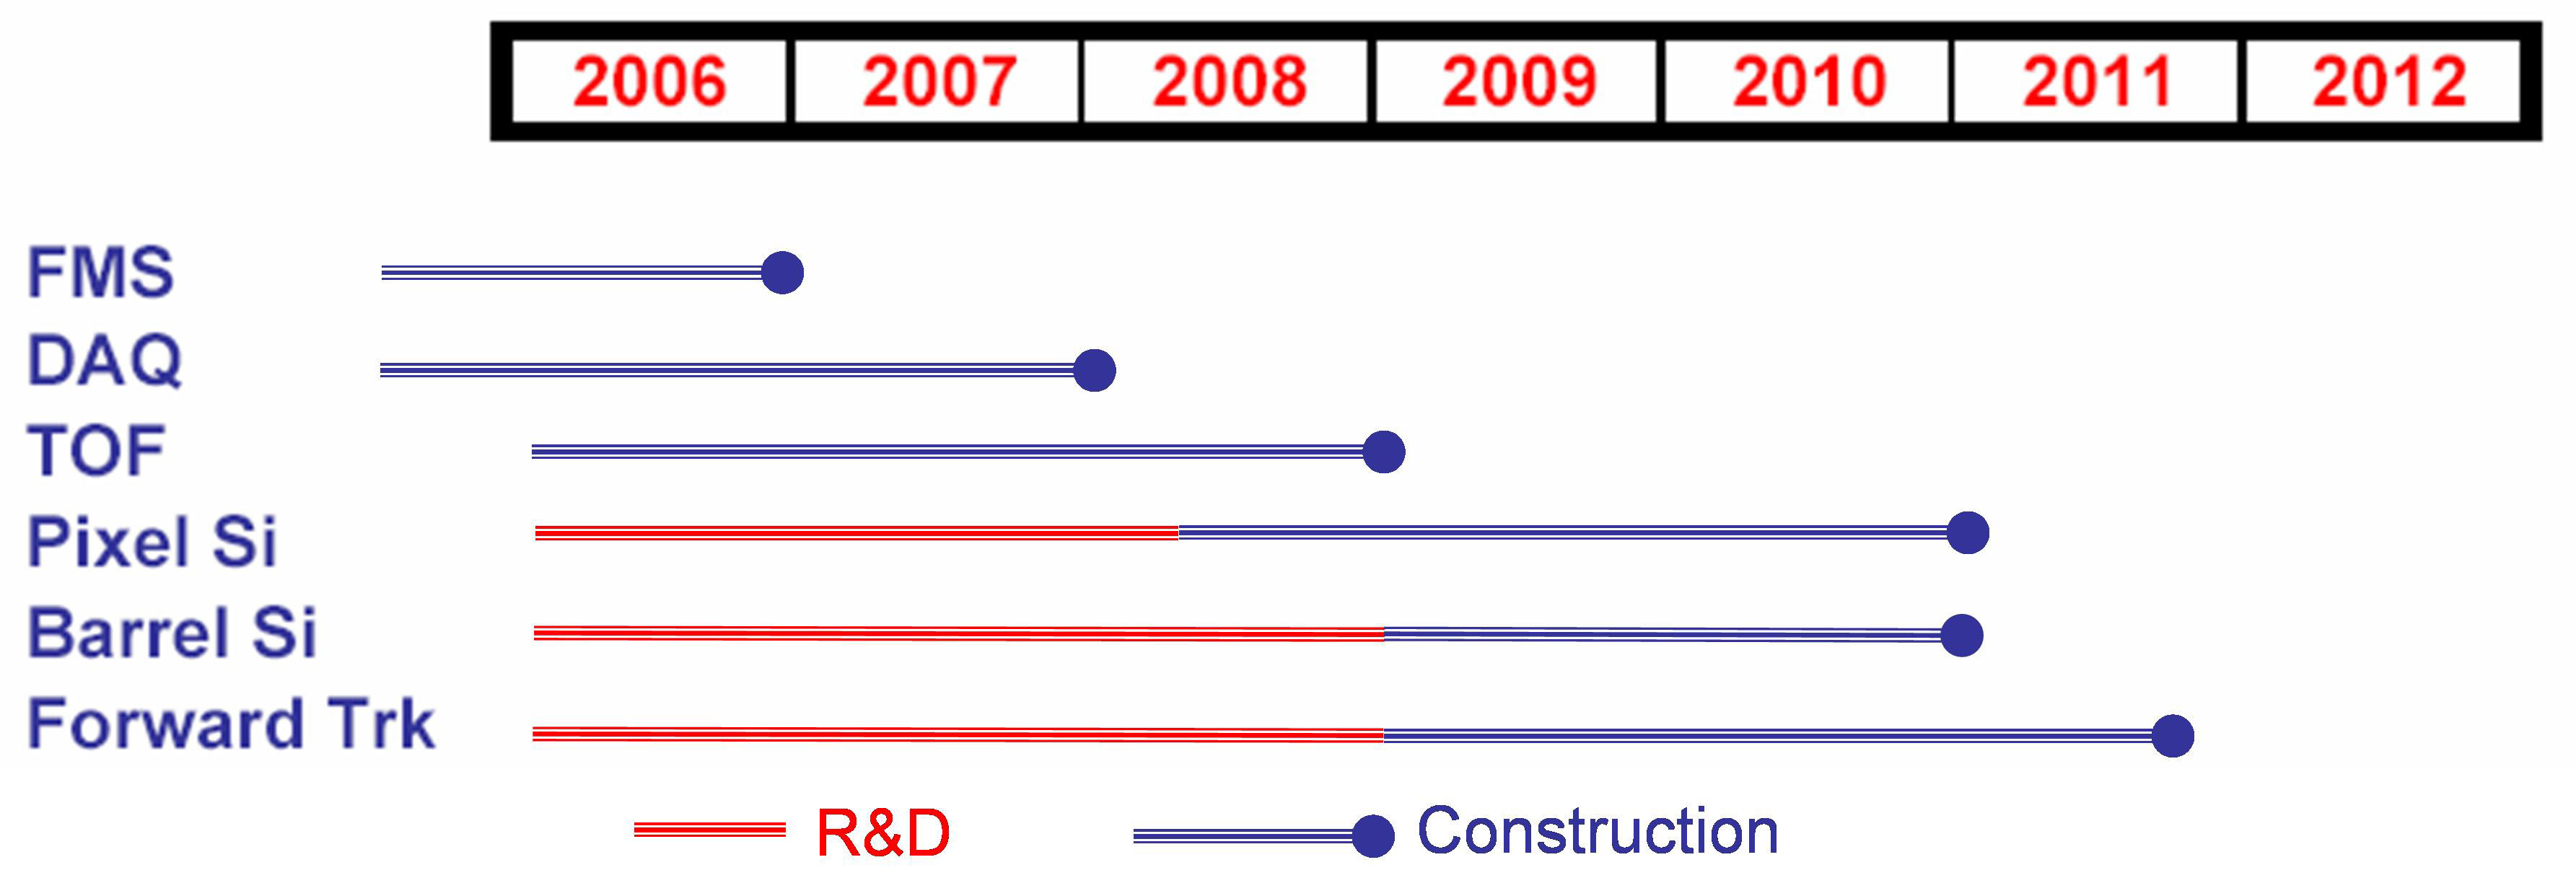 2006 2007 2008 2009 2010 2011 2012
FMS
DAQ
TOF
Pixel Si
Barrel Si
Forward Trk
R&D Construction